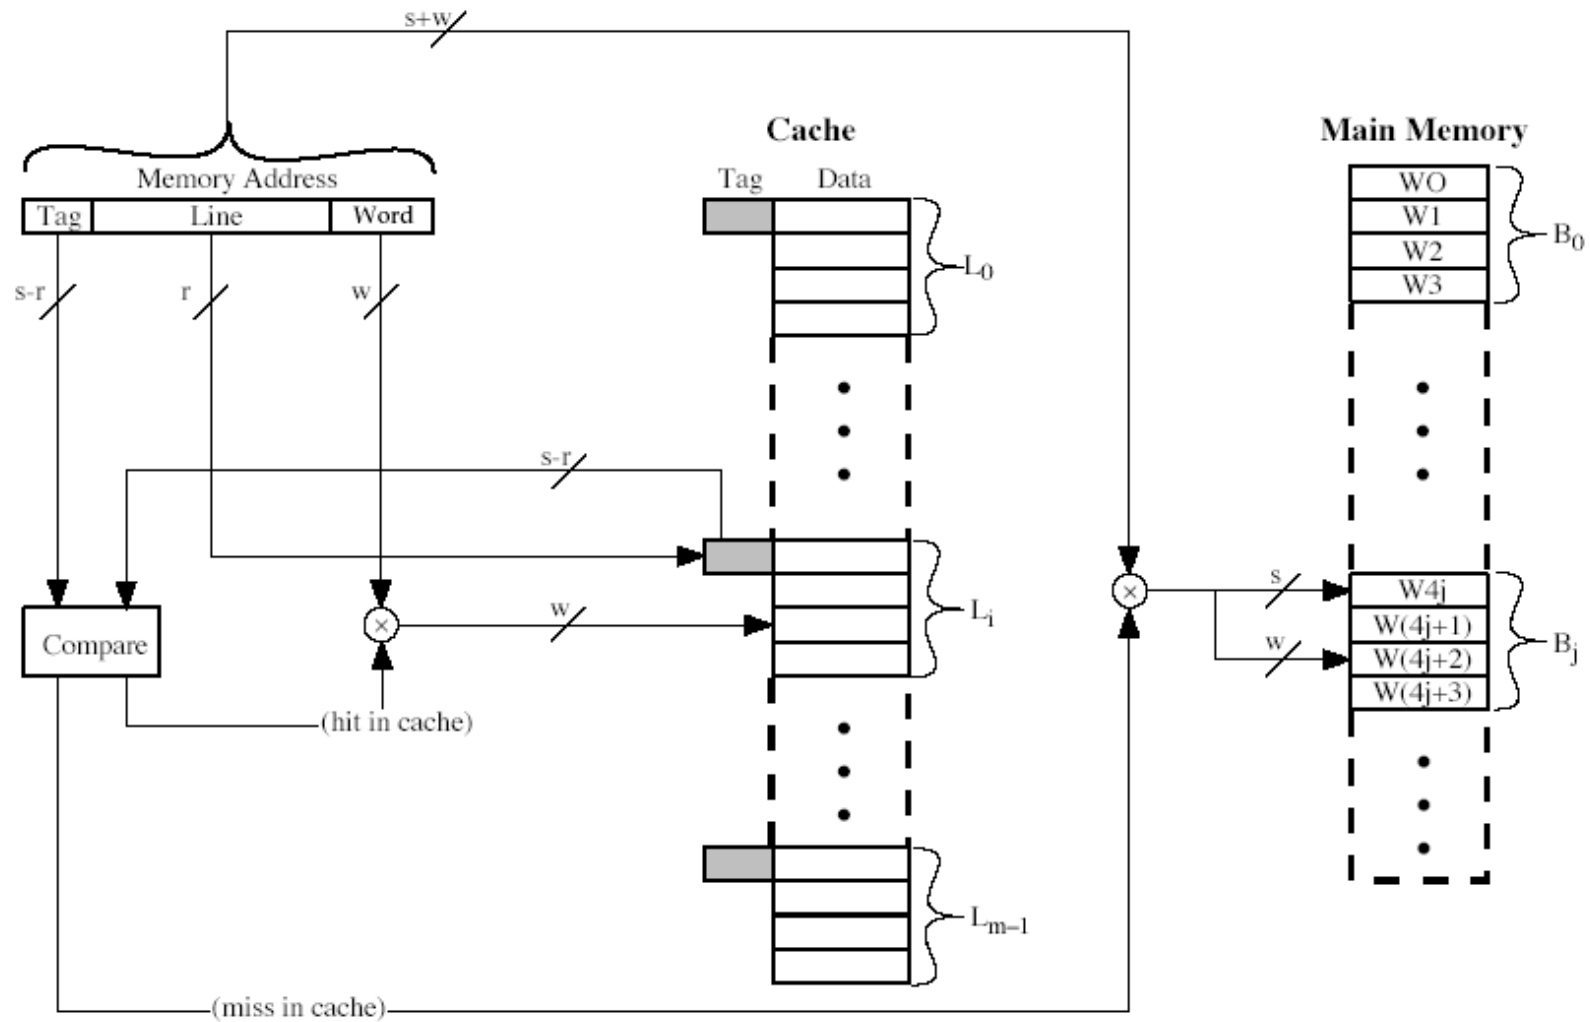 s+w
Cache
Main Memory
Memory Address
Tag Data
Tag Line Word
WO
W1
W2
W3
B0
L0
s-r
r
w
s-r
Compare
w
Li
s
w
W4j
W(4j+1)
W(4j+2)
W(4j+3)
Bj
(hit in cache)
Lm-1
(miss in cache)